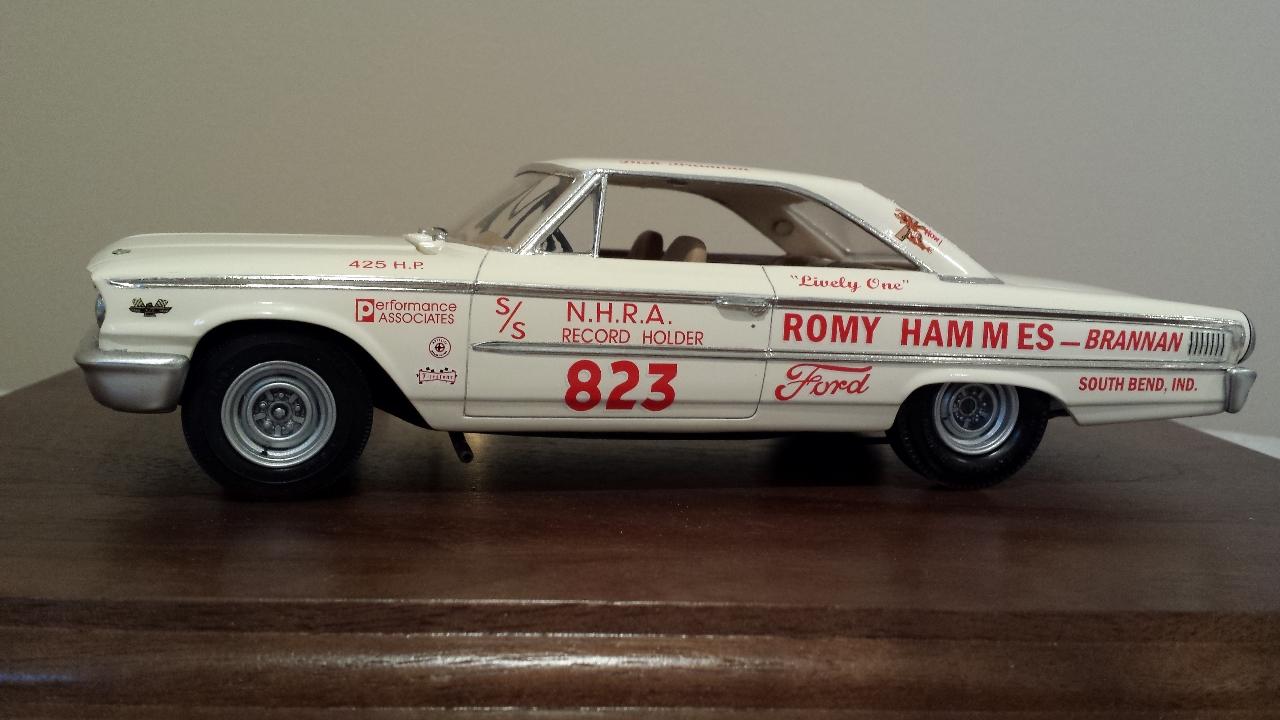 425 H.P.
"Lively One"
Performance
ASSOCIATES
S/S
N.H.R.A.
RECORD HOLDER
823
ROMY HAMMES — BRANNAN
Ford
SOUTH BEND, IND.